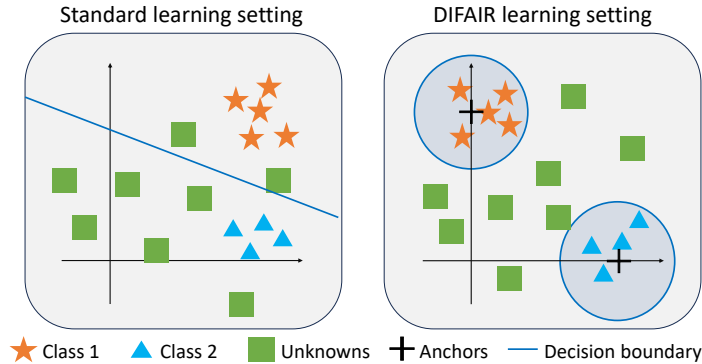 Standard learning setting
DIFAIR learning setting
Class 1
Class 2
Unknowns
Anchors
Decision boundary